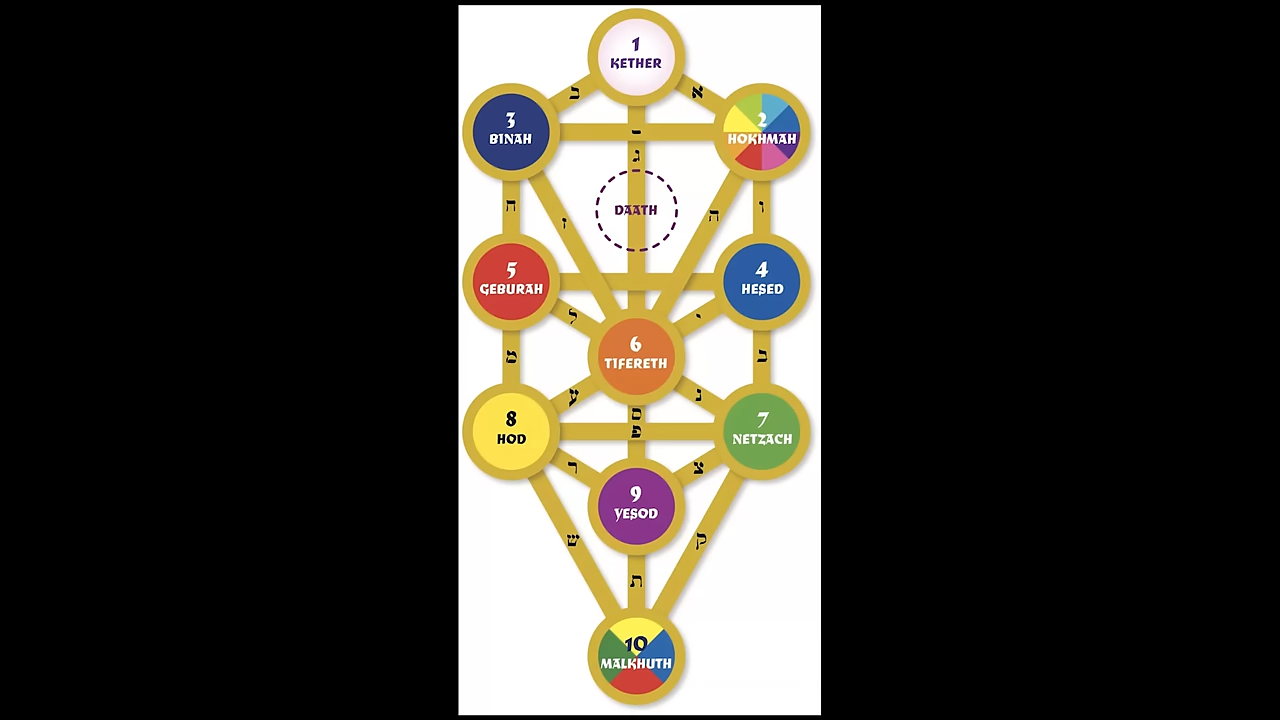 1
KETHER
א
3
BINAH
2
HOKHMAH
ג
DAATH
ח
ז
ה
ו
5
GEBURAH
4
HESED
ל
י
6
TIFERETH
נ
ס
8
HOD
פ
7
NETZACH
ר
צ
9
YESOD
ש
ק
ת
10
MALKHUTH